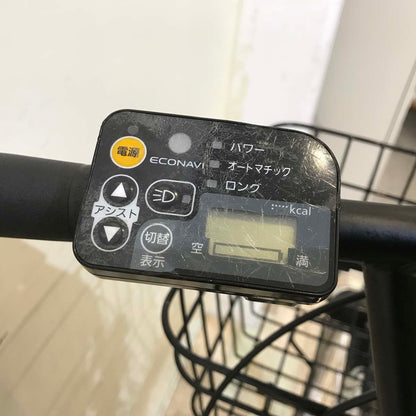 電源
ECONAVI
パワー
オートマチック
ロング
アシスト
kcal
切替
表示
空
満